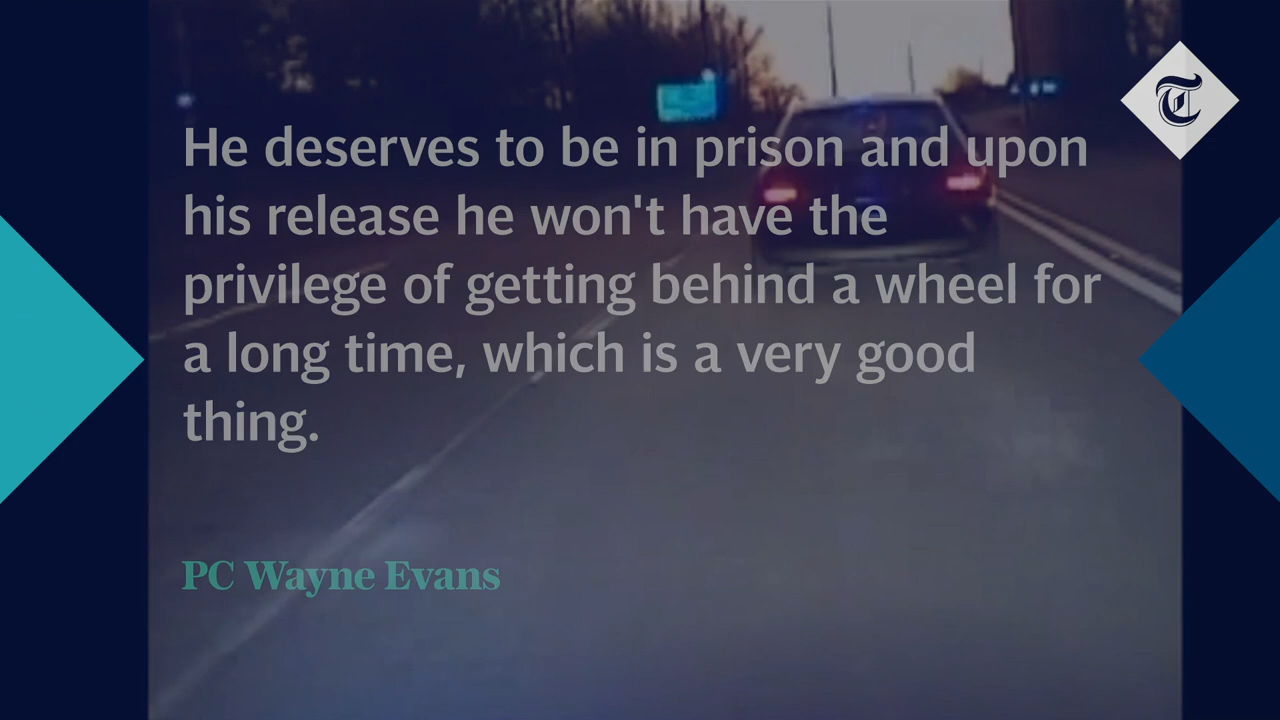 He deserves to be in prison and upon
his release he won't have the
privilege of getting behind a wheel for
a long time, which is a very good
thing.
PC Wayne Evans
T